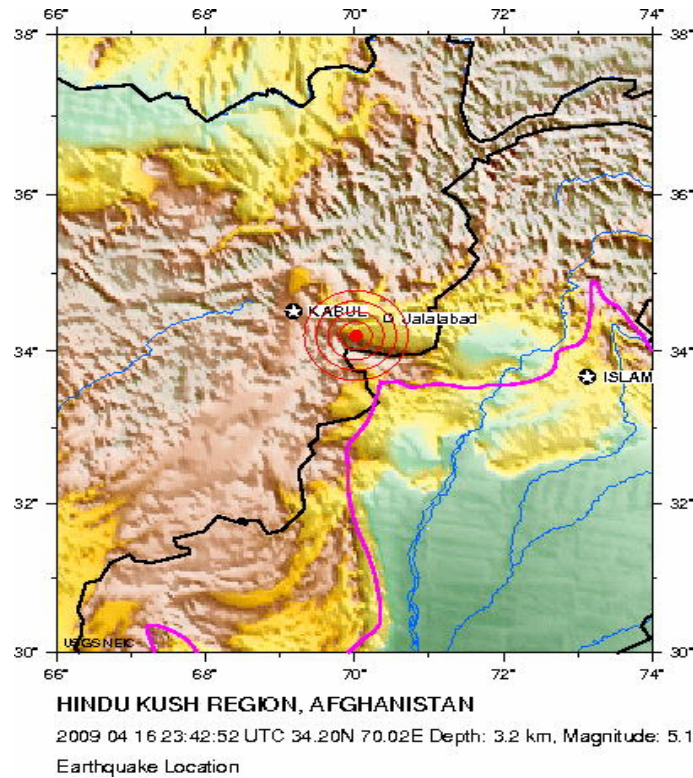 66° 68° 70° 72° 74°
38° 38°
36° 36°
KABUL
Jalalabad
34° 34°
ISLAM
32° 32°
30° 30°
USGS NEIC
66° 68° 70° 72° 74°
HINDU KUSH REGION, AFGHANISTAN
2009 04 16 23:42:52 UTC 34.20N 70.02E Depth: 3.2 km, Magnitude: 5.1
Earthquake Location